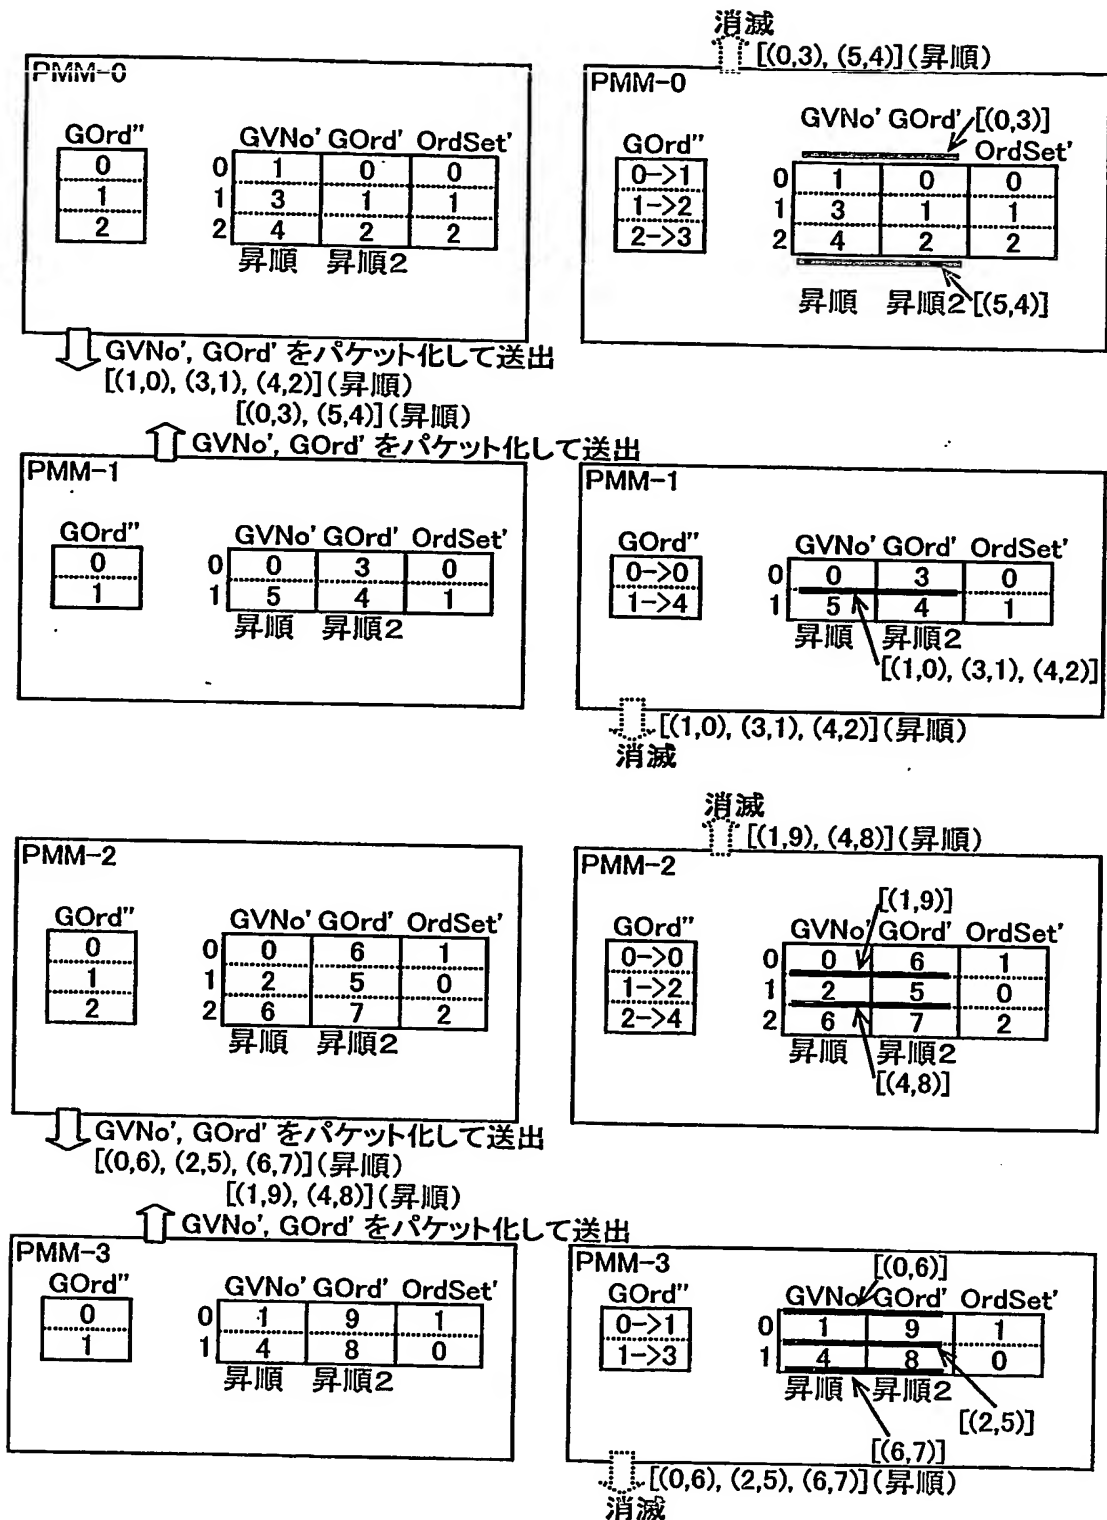 PMM-0
GOrd"
0
1
2
GVNo' GOrd' OrdSet'
0 1 0 0
1 3 1 1
2 4 2 2
昇順 昇順2
GVNo', GOrd' をパケット化して送出
[(1,0), (3,1), (4,2)](昇順)
消滅
[(0,3), (5,4)](昇順)
PMM-0
GOrd"
0->1
1->2
2->3
GVNo' GOrd' [(0,3)]
OrdSet'
0 1 0 0
1 3 1 1
2 4 2 2
昇順 昇順2 [(5,4)]
[(0,3), (5,4)](昇順)
GVNo', GOrd' をパケット化して送出
PMM-1
GOrd"
0
1
GVNo' GOrd' OrdSet'
0 0 3 0
1 5 4 1
昇順 昇順2
PMM-1
GOrd"
0->0
1->4
GVNo' GOrd' OrdSet'
0 0 3 0
1 5 4 1
昇順 昇順2
[(1,0), (3,1), (4,2)]
[(1,0), (3,1), (4,2)](昇順)
消滅
PMM-2
GOrd"
0
1
2
GVNo' GOrd' OrdSet'
0 0 6 1
1 2 5 0
2 6 7 2
昇順 昇順2
GVNo', GOrd' をパケット化して送出
[(0,6), (2,5), (6,7)](昇順)
消滅
[(1,9), (4,8)](昇順)
PMM-2
[(1,9)]
GOrd"
0->0
1->2
2->4
GVNo' GOrd' OrdSet'
0 0 6 1
1 2 5 0
2 6 7 2
昇順 昇順2
[(4,8)]
[(1,9), (4,8)](昇順)
GVNo', GOrd' をパケット化して送出
PMM-3
GOrd"
0
1
GVNo' GOrd' OrdSet'
0 1 9 1
1 4 8 0
昇順 昇順2
PMM-3
[(0,6)]
GOrd"
0->1
1->3
GVNo' GOrd' OrdSet'
0 1 9 1
1 4 8 0
昇順 昇順2
[(2,5)]
[(6,7)]
[(0,6), (2,5), (6,7)](昇順)
消滅